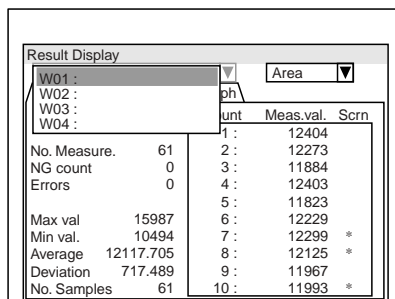 Result Display
W01 :
W02 :
W03 :
W04 :
Area
ph
unt Meas.val. Scrn
1 : 12404
No. Measure. 61 2 : 12273
NG count 0 3 : 11884
Errors 0 4 : 12403
5 : 11823
Max val 15987 6 : 12229
Min val. 10494 7 : 12299 *
Average 12117.705 8 : 12125 *
Deviation 717.489 9 : 11967
No. Samples 61 10 : 11993 *